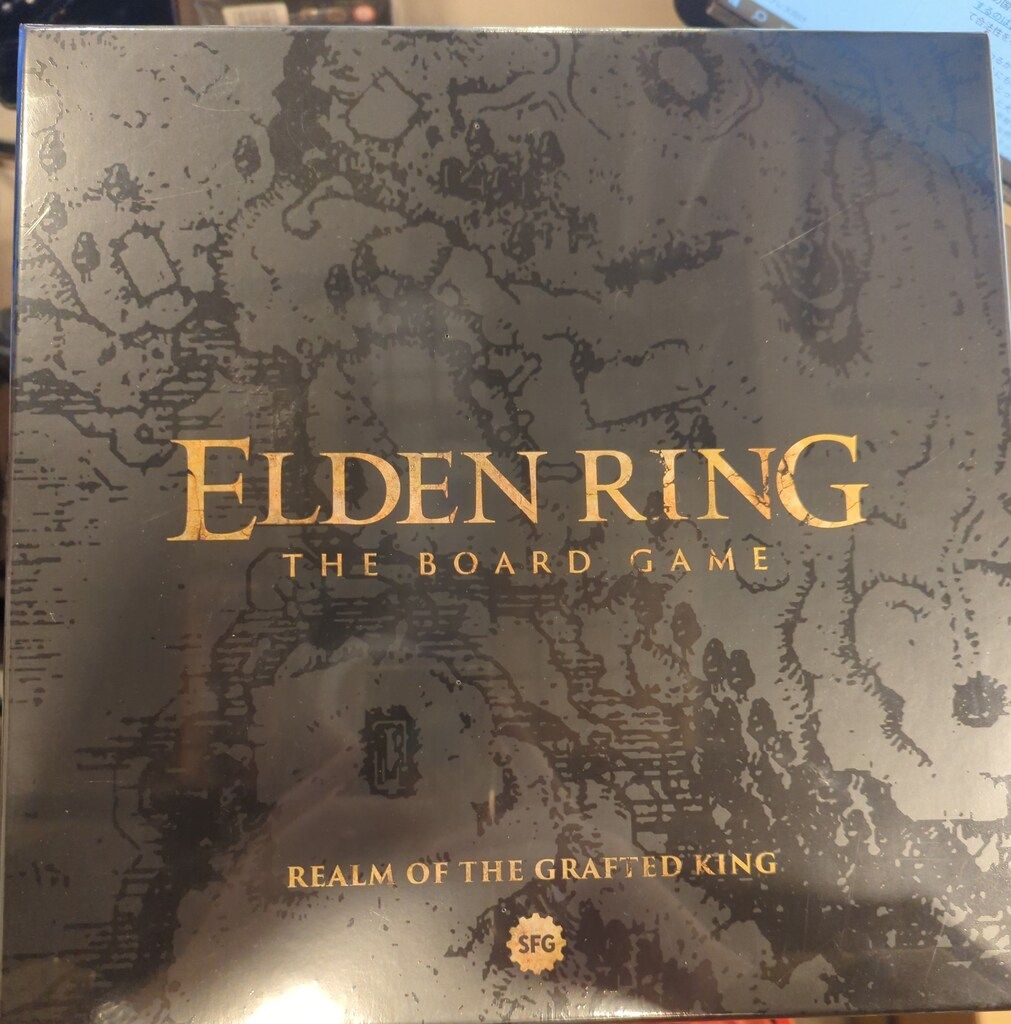 ELDEN RING
THE BOARD GAME
REALM OF THE GRAFTED KING
SFG